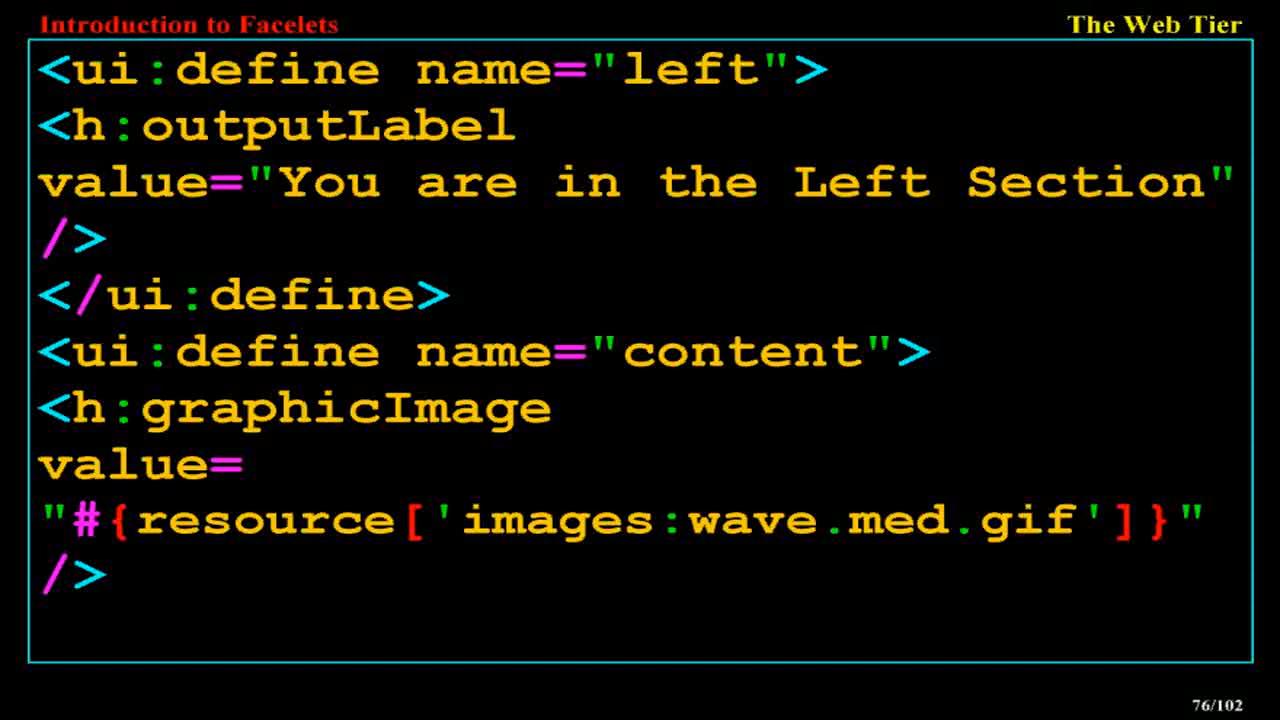 Introduction to Facelets
The Web Tier
<ui:define name="left">
<h:outputLabel
value="You are in the Left Section"
/>
</ui:define>
<ui:define name="content">
<h:graphicImage
value=
"#{resource['images:wave.med.gif']}"
/>
76/102